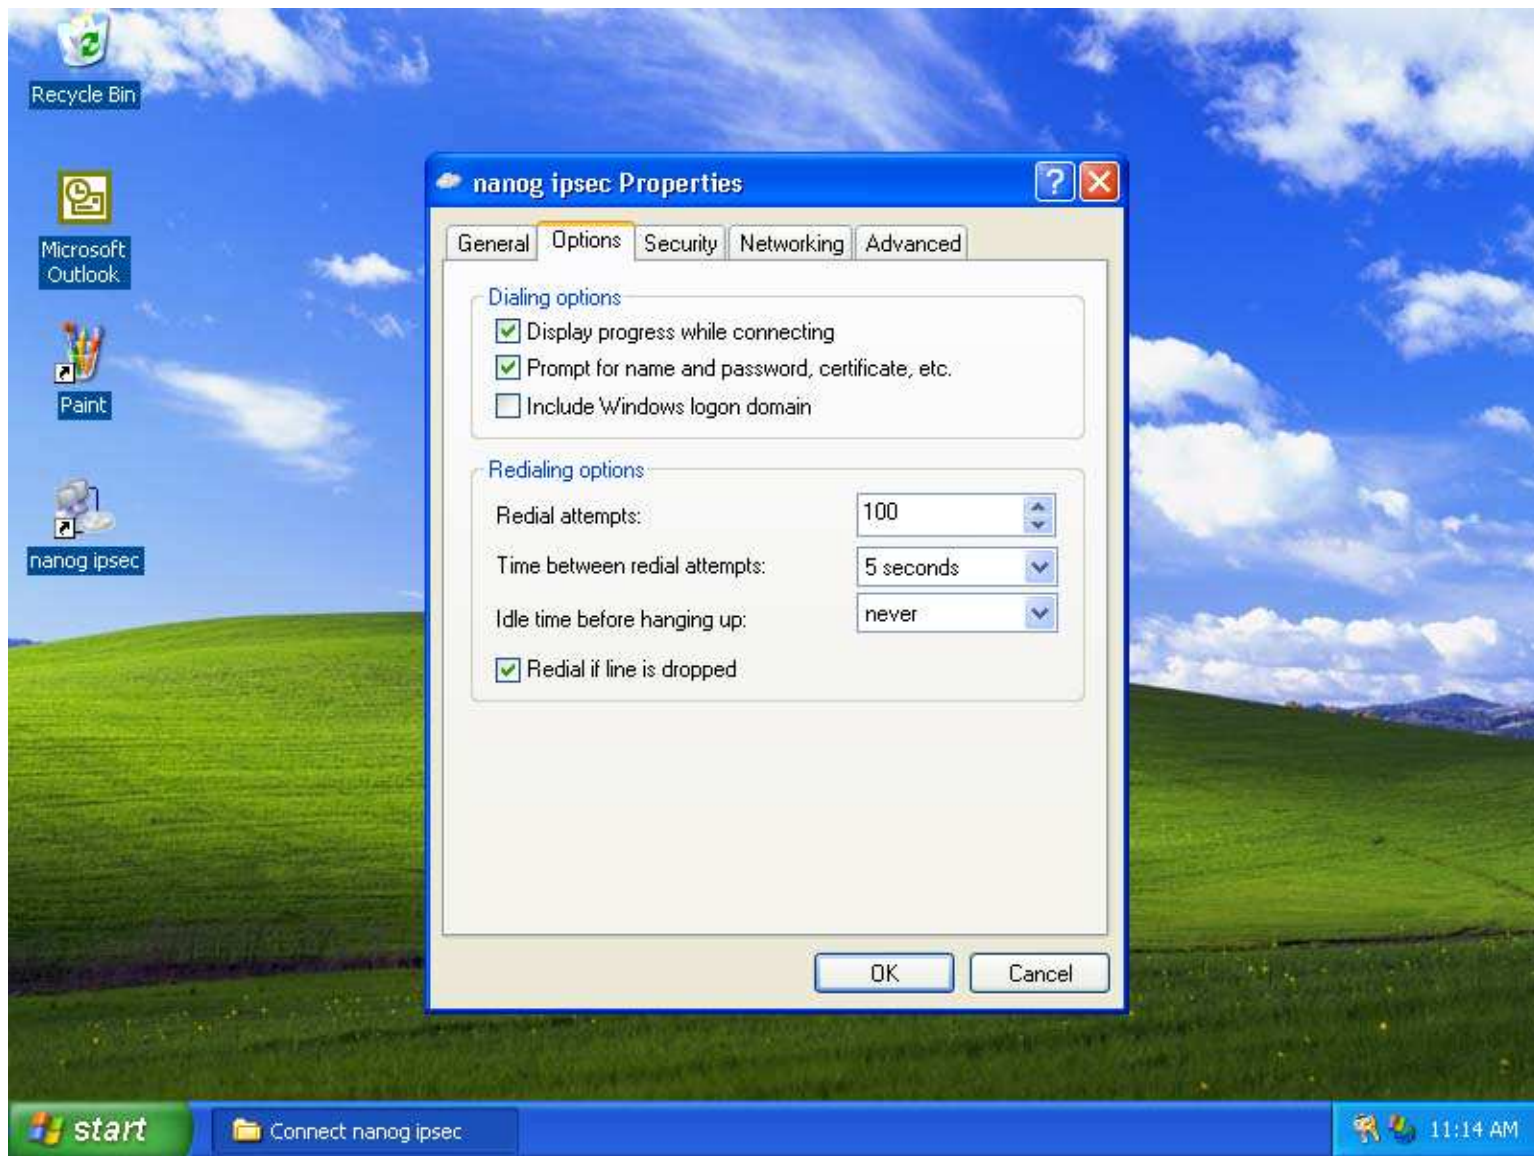 Recycle Bin
Microsoft
Outlook
Paint
nanog ipsec
nanog ipsec Properties
General
Options
Security
Networking
Advanced
Dialing options
Display progress while connecting
Prompt for name and password, certificate, etc.
Include Windows logon domain
Redialing options
Redial attempts:
100
Time between redial attempts:
5 seconds
Idle time before hanging up:
never
Redial if line is dropped
OK
Cancel
start
Connect nanog ipsec
11:14 AM